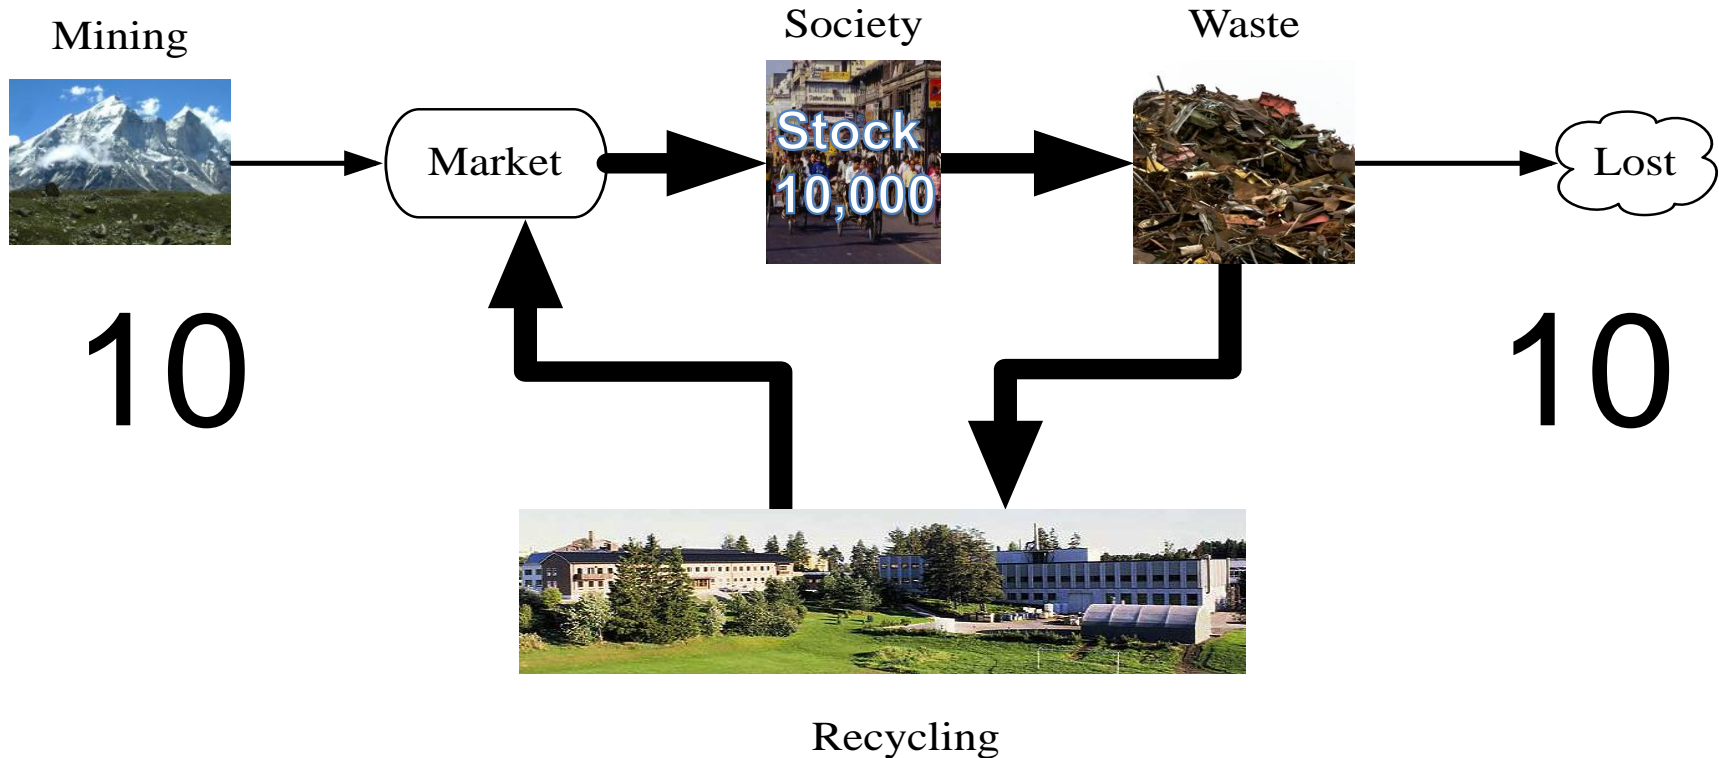 Mining
Society
Waste
Market
Stock
10,000
Lost
10
10
Recycling